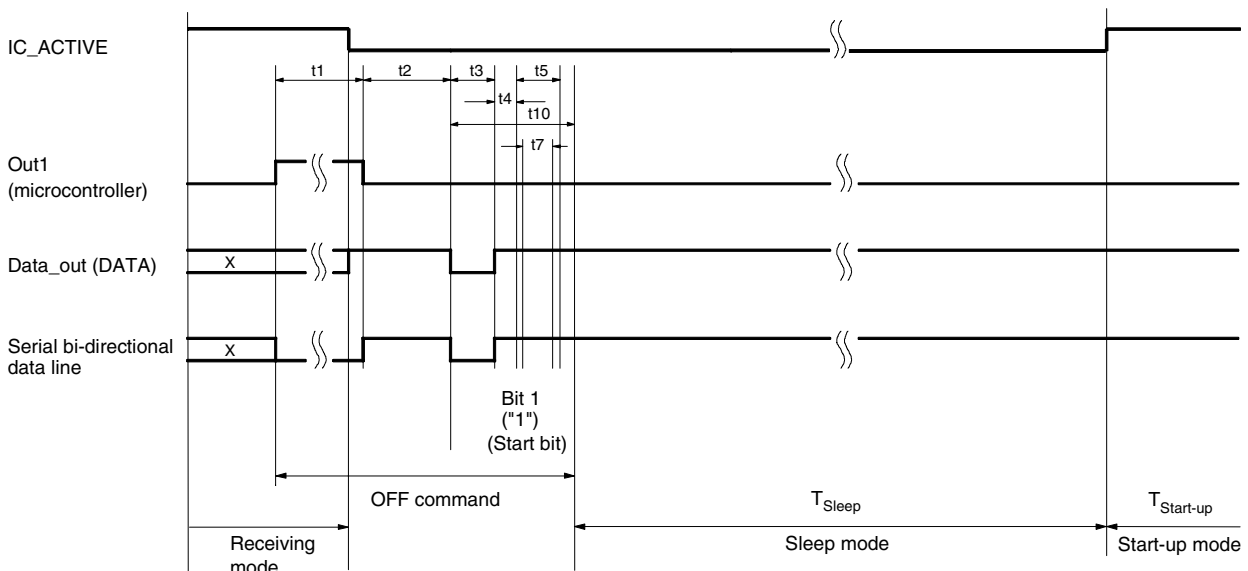 IC_ACTIVE
t1
t2
t3
t5
t4
t10
t7
Out1
(microcontroller)
Data_out (DATA)
X
Serial bi-directional
data line
X
Bit 1
("1")
(Start bit)
OFF command
TSleep
TStart-up
Receiving
mode
Sleep mode
Start-up mode